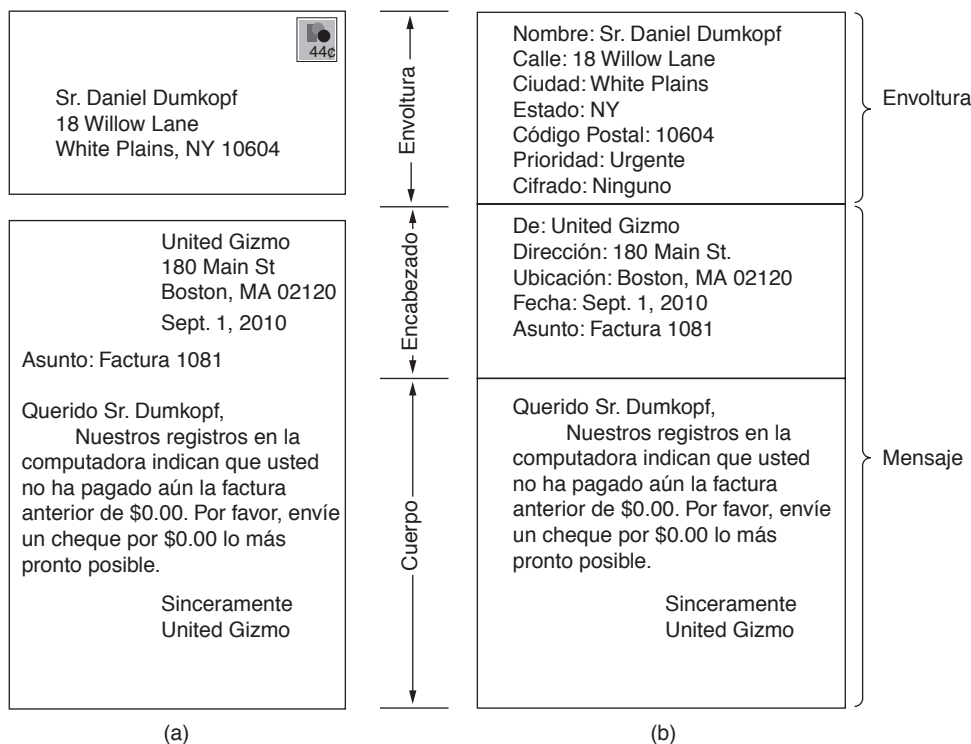 44¢
Sr. Daniel Dumkopf
18 Willow Lane
White Plains, NY 10604
United Gizmo
180 Main St
Boston, MA 02120
Sept. 1, 2010
Asunto: Factura 1081
Querido Sr. Dumkopf,
Nuestros registros en la
computadora indican que usted
no ha pagado aún la factura
anterior de $0.00. Por favor, envíe
un cheque por $0.00 lo más
pronto posible.
Sinceramente
United Gizmo
(a)
Envoltura
Encabezado
Cuerpo
Nombre: Sr. Daniel Dumkopf
Calle: 18 Willow Lane
Ciudad: White Plains
Estado: NY
Código Postal: 10604
Prioridad: Urgente
Cifrado: Ninguno
De: United Gizmo
Dirección: 180 Main St.
Ubicación: Boston, MA 02120
Fecha: Sept. 1, 2010
Asunto: Factura 1081
Querido Sr. Dumkopf,
Nuestros registros en la
computadora indican que usted
no ha pagado aún la factura
anterior de $0.00. Por favor, envíe
un cheque por $0.00 lo más
pronto posible.
Sinceramente
United Gizmo
(b)
Envoltura
Mensaje